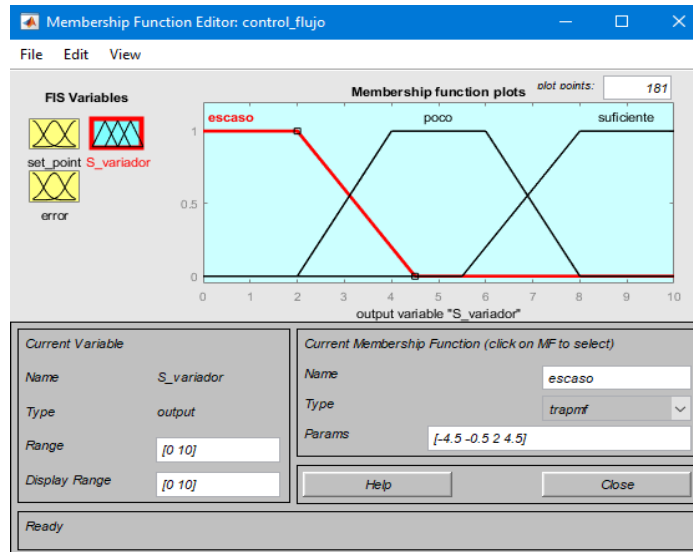 Membership Function Editor: control_flujo
File Edit View
FIS Variables
set_point S_variador
error
Membership function plots plot points: 181
escaso poco suficiente
1
0.5
0
0 1 2 3 4 5 6 7 8 9 10
output variable "S_variador"
Current Variable
Name S_variador
Type output
Range [0 10]
Display Range [0 10]
Current Membership Function (click on MF to select)
Name escaso
Type trapmf
Params [-4.5 -0.5 2 4.5]
Help Close
Ready